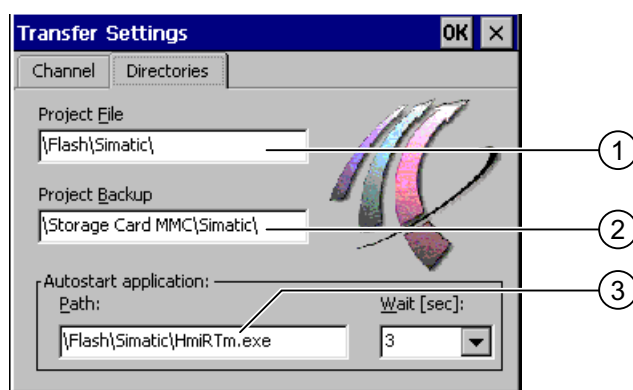 Transfer Settings OK ×
Channel Directories
Project File
\Flash\Simatic\
1
Project Backup
\Storage Card MMC\Simatic\
2
Autostart application:
3
Path: Wait [sec]:
\Flash\Simatic\HmiRTm.exe 3